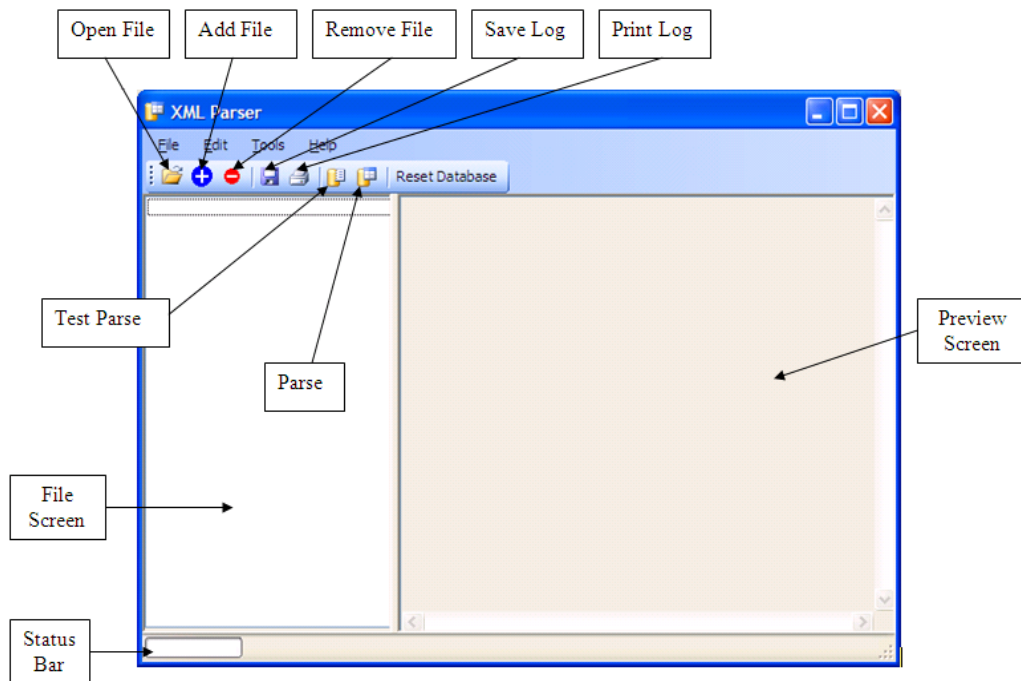 Open File
Add File
Remove File
Save Log
Print Log
XML Parser
File Edit Tools Help
Reset Database
Test Parse
Parse
Preview
Screen
File
Screen
Status
Bar